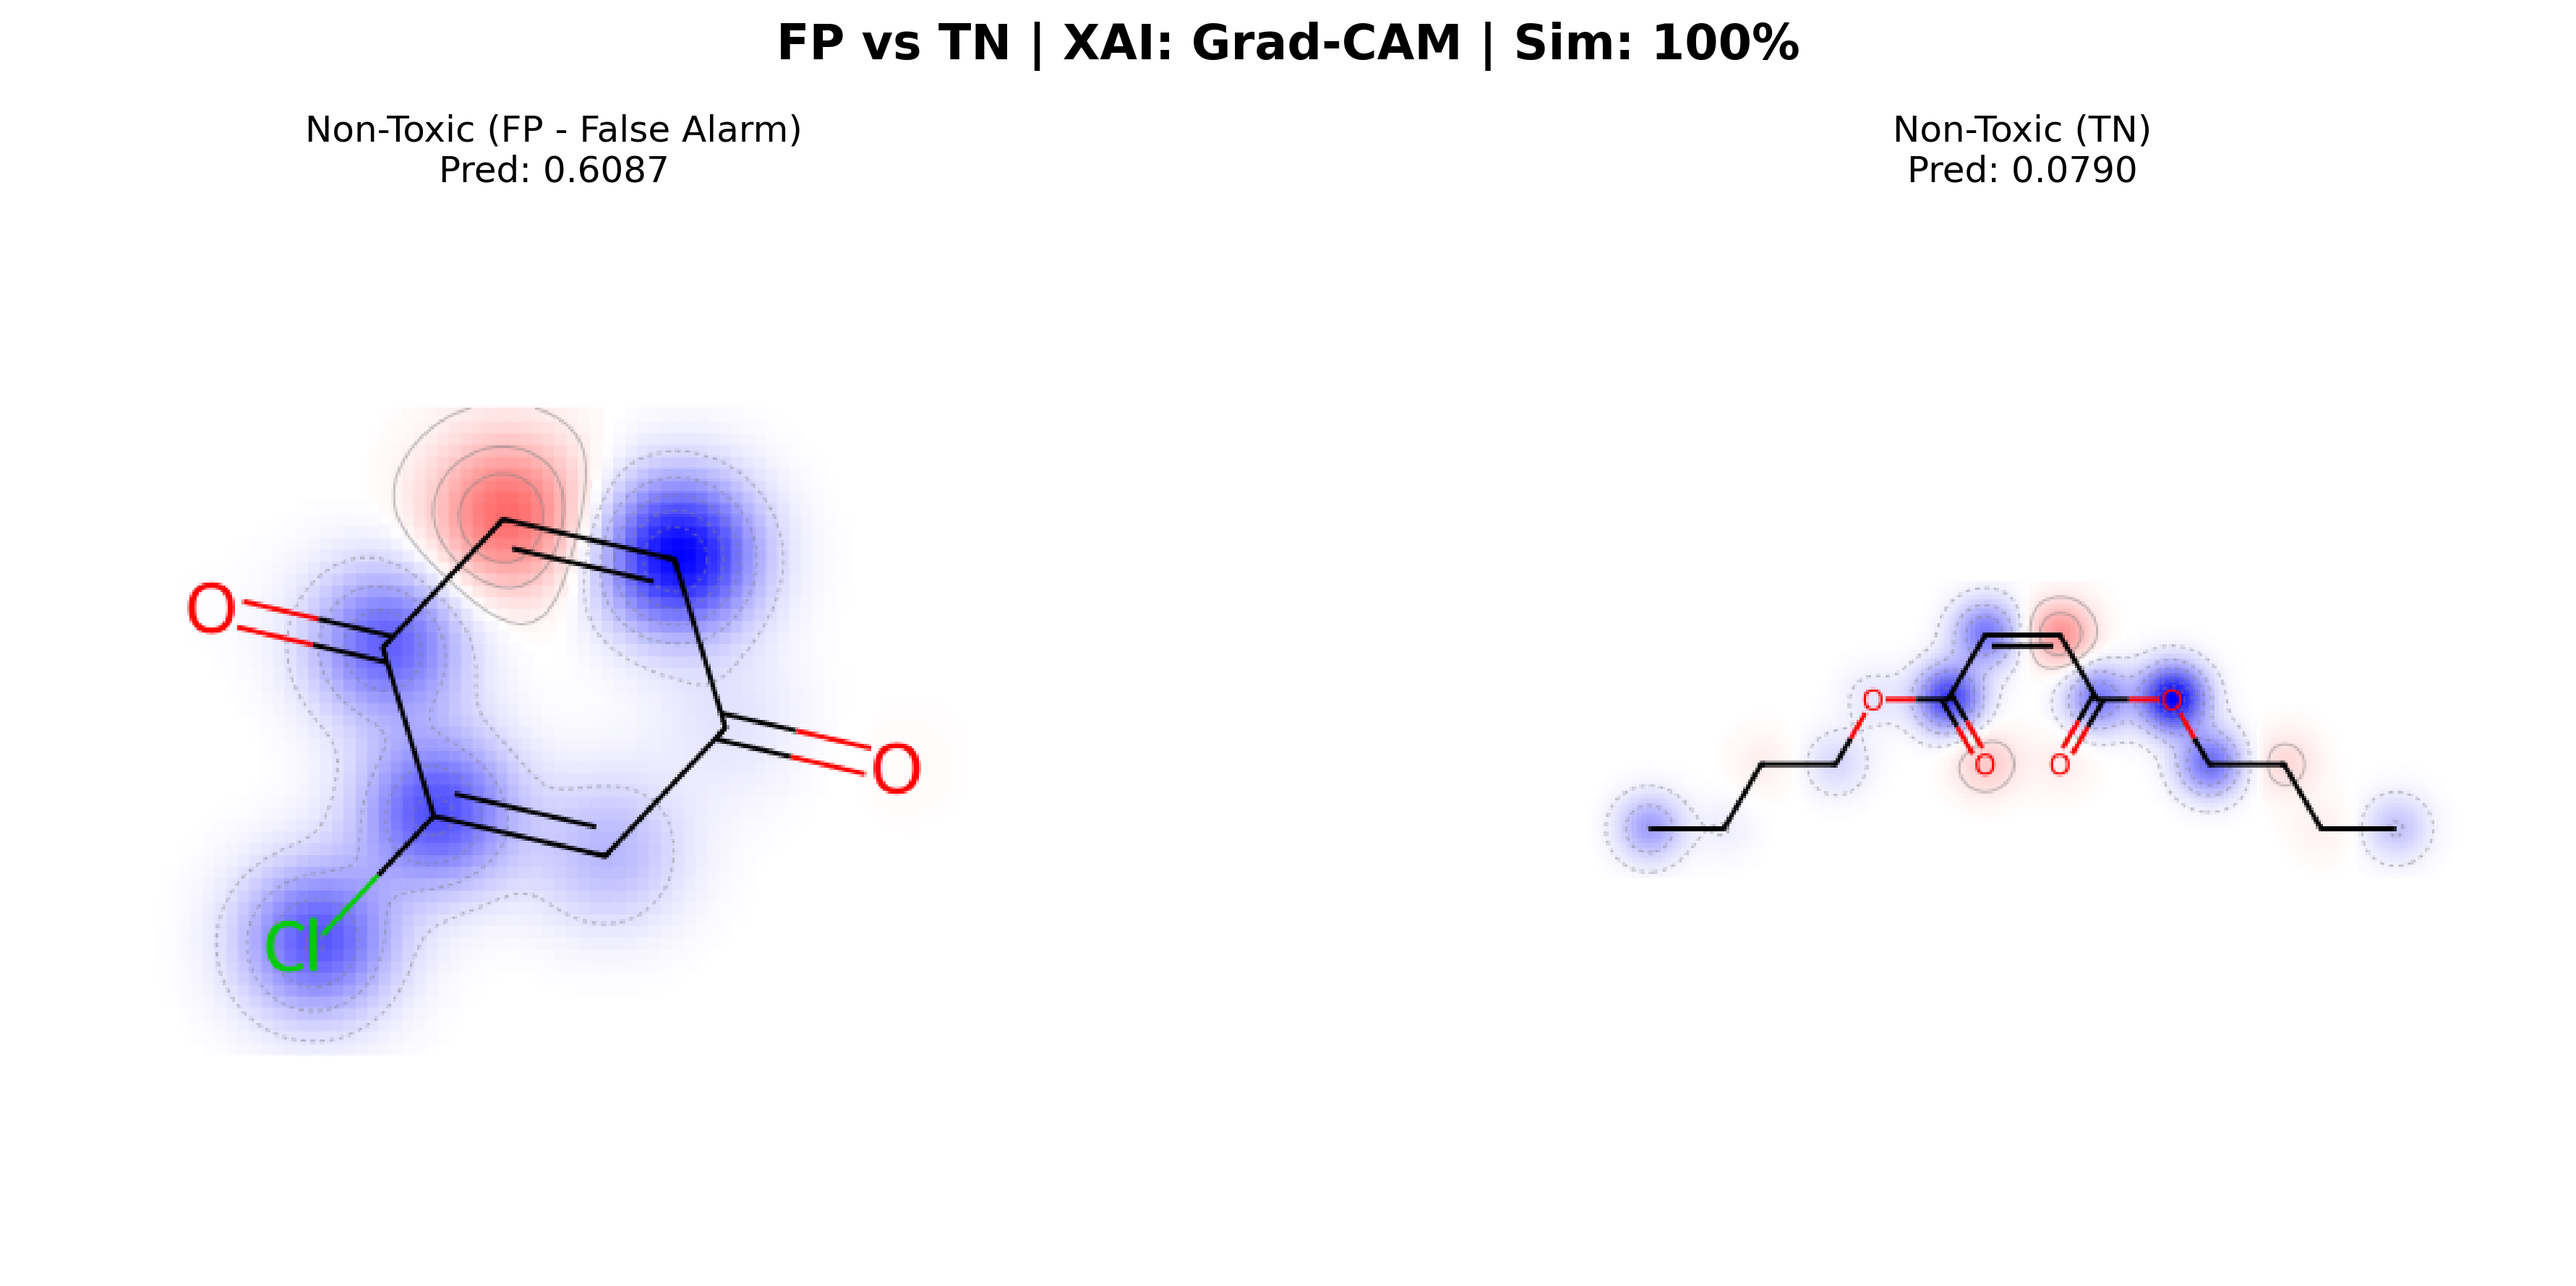 FP vs TN | XAI: Grad-CAM | Sim: 100%
Non-Toxic (FP - False Alarm)
Pred: 0.6087
Non-Toxic (TN)
Pred: 0.0790
O
O
Cl
O
O
O
O